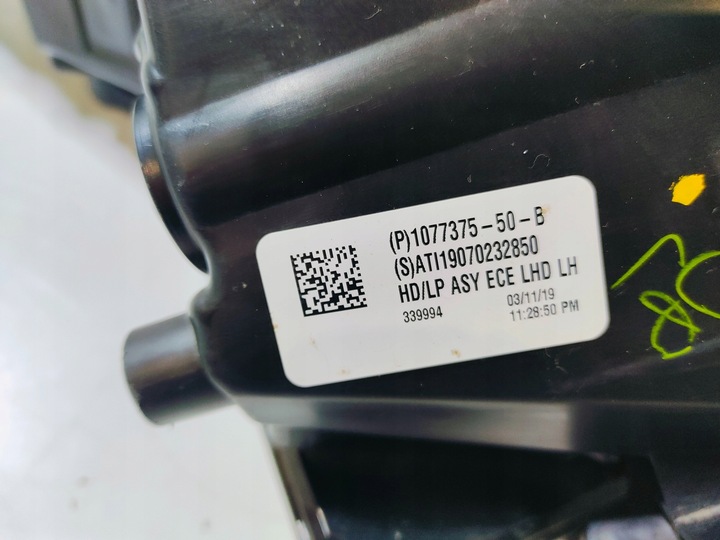 (P)1077375-50-B
(S)ATI19070232850
HD/LP ASY ECE LHD LH
339994
03/11/19
11:28:50 PM